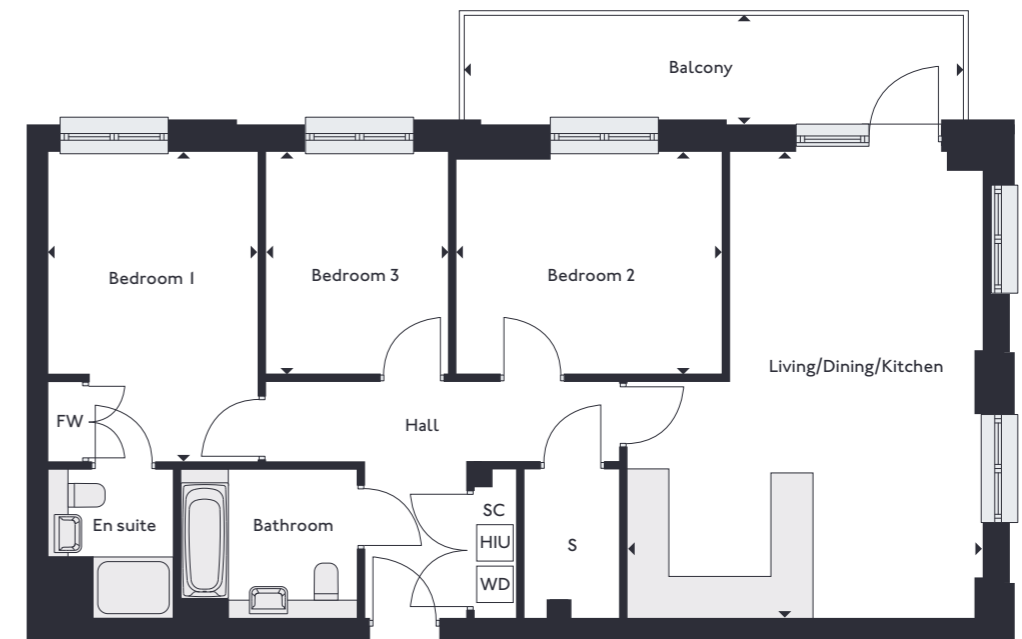 Balcony
Bedroom 1
Bedroom 3
Bedroom 2
Living/Dining/Kitchen
FW
Hall
En suite
Bathroom
SC
HIU
WD
S